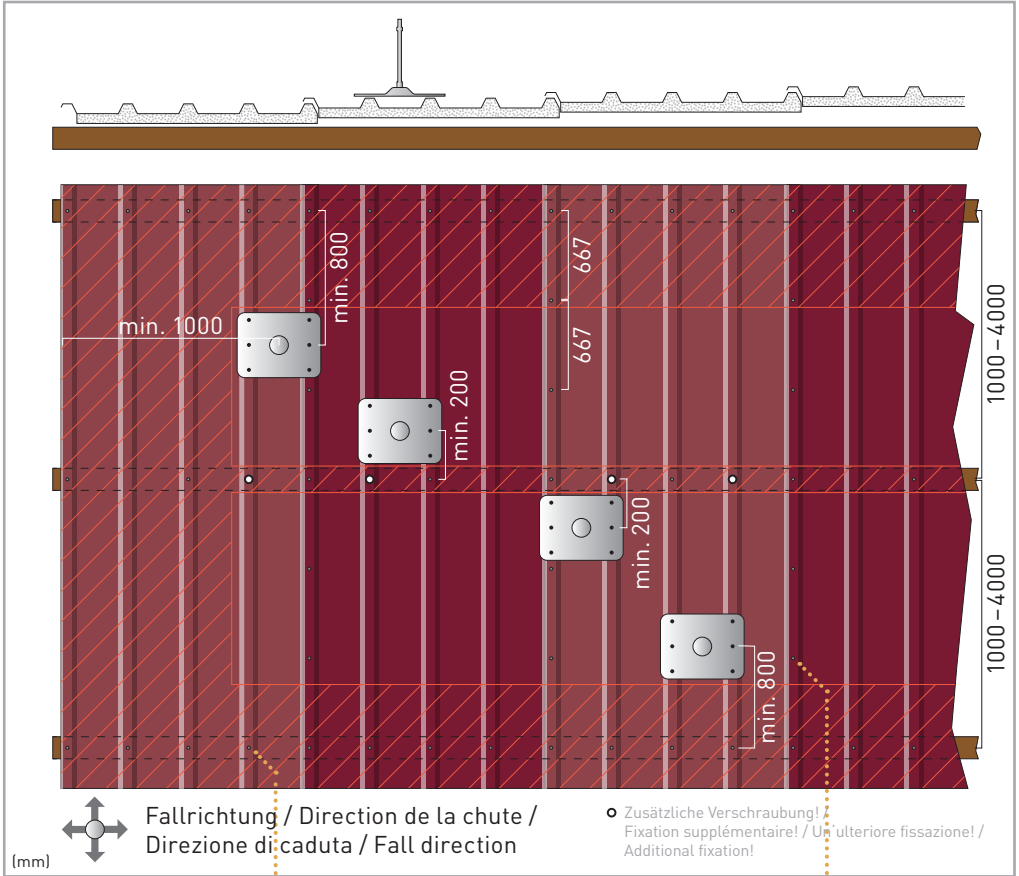 min. 800
667
min. 1000
667
1000 – 4000
min. 200
min. 200
1000 – 4000
min. 800
Fallrichtung / Direction de la chute /
Direzione di caduta / Fall direction
Zusätzliche Verschraubung! /
Fixation supplémentaire! / Un'ulteriore fissazione! /
Additional fixation!
(mm)